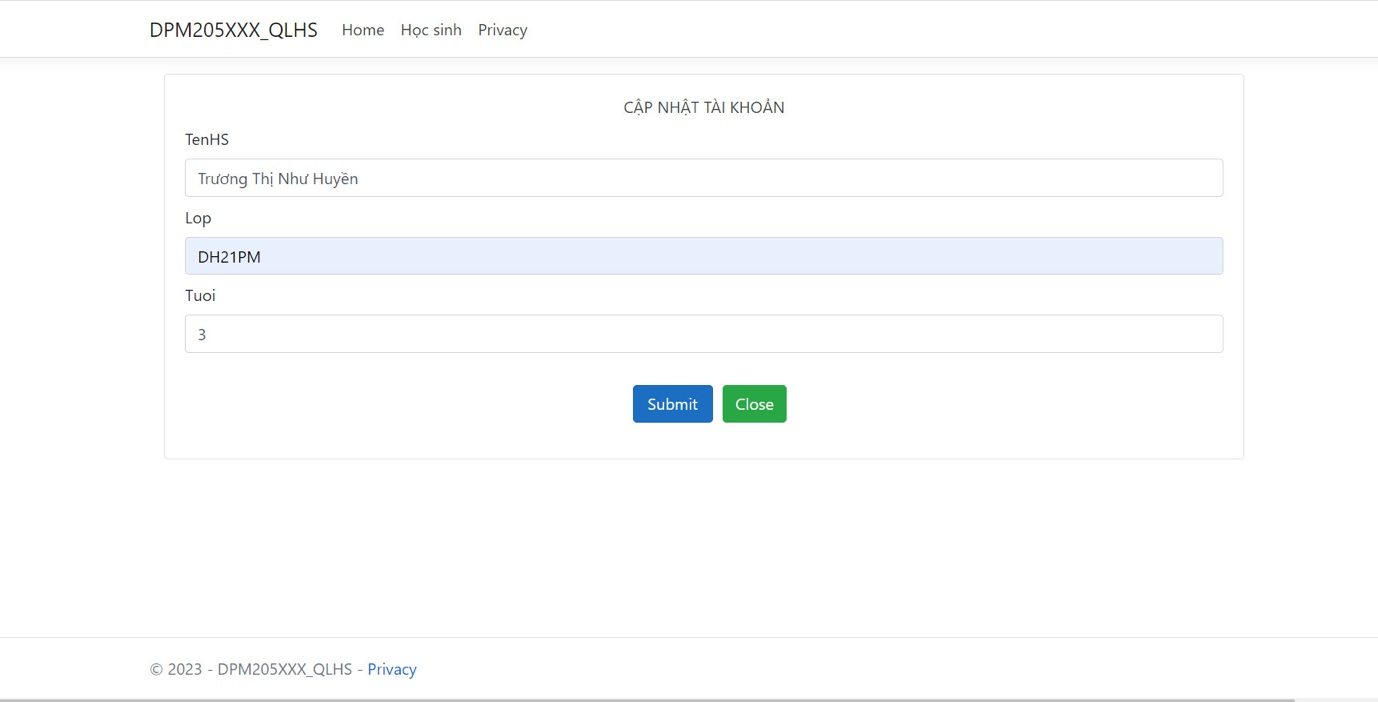 DPM205XXX_QLHS Home Học sinh Privacy
CẬP NHẬT TÀI KHOẢN
TenHS
Trương Thị Như Huyền
Lop
DH21PM
Tuoi
3
Submit Close
© 2023 - DPM205XXX_QLHS - Privacy